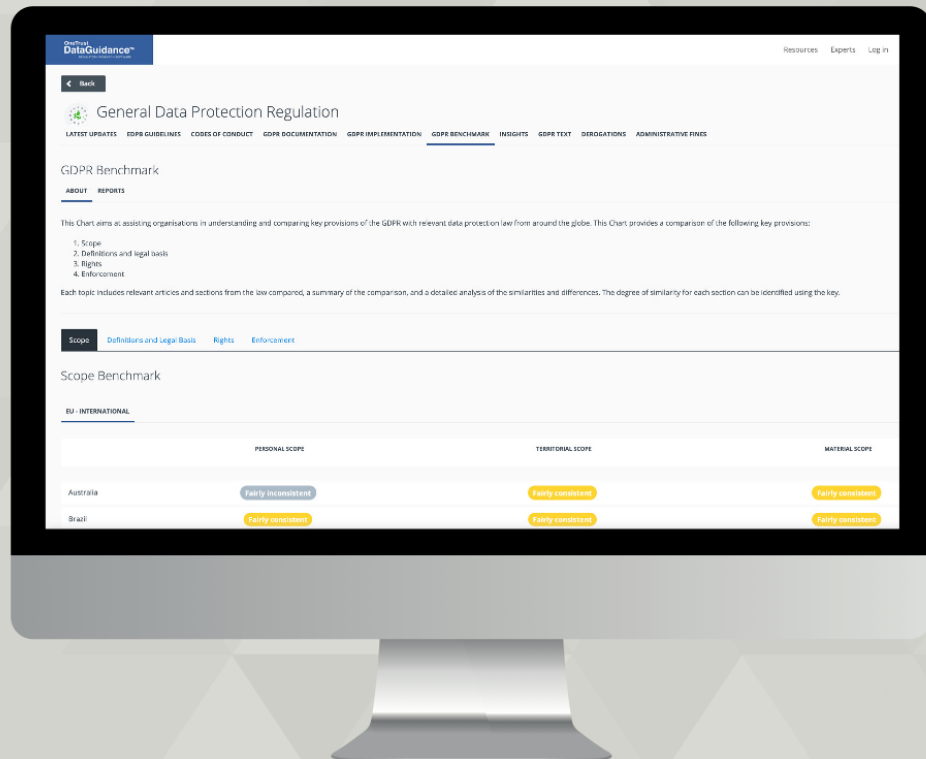 OneTrust
DataGuidance™
Resources Experts Log in
Back
General Data Protection Regulation
LATEST UPDATES EDPB GUIDELINES CODES OF CONDUCT GDPR DOCUMENTATION GDPR IMPLEMENTATION GDPR BENCHMARK INSIGHTS GDPR TEXT DEROGATIONS ADMINISTRATIVE FINES
GDPR Benchmark
ABOUT REPORTS
This Chart aims at assisting organisations in understanding and comparing key provisions of the GDPR with relevant data protection law from around the globe. This Chart provides a comparison of the following key provisions:
1. Scope
2. Definitions and legal basis
3. Rights
4. Enforcement
Each topic includes relevant articles and sections from the law compared, a summary of the comparison, and a detailed analysis of the similarities and differences. The degree of similarity for each section can be identified using the key.
Scope Definitions and Legal Basis Rights Enforcement
Scope Benchmark
EU - INTERNATIONAL
PERSONAL SCOPE TERRITORIAL SCOPE MATERIAL SCOPE
Australia Fairly inconsistent Fairly consistent Fairly consistent
Brazil Fairly consistent Fairly consistent Fairly consistent